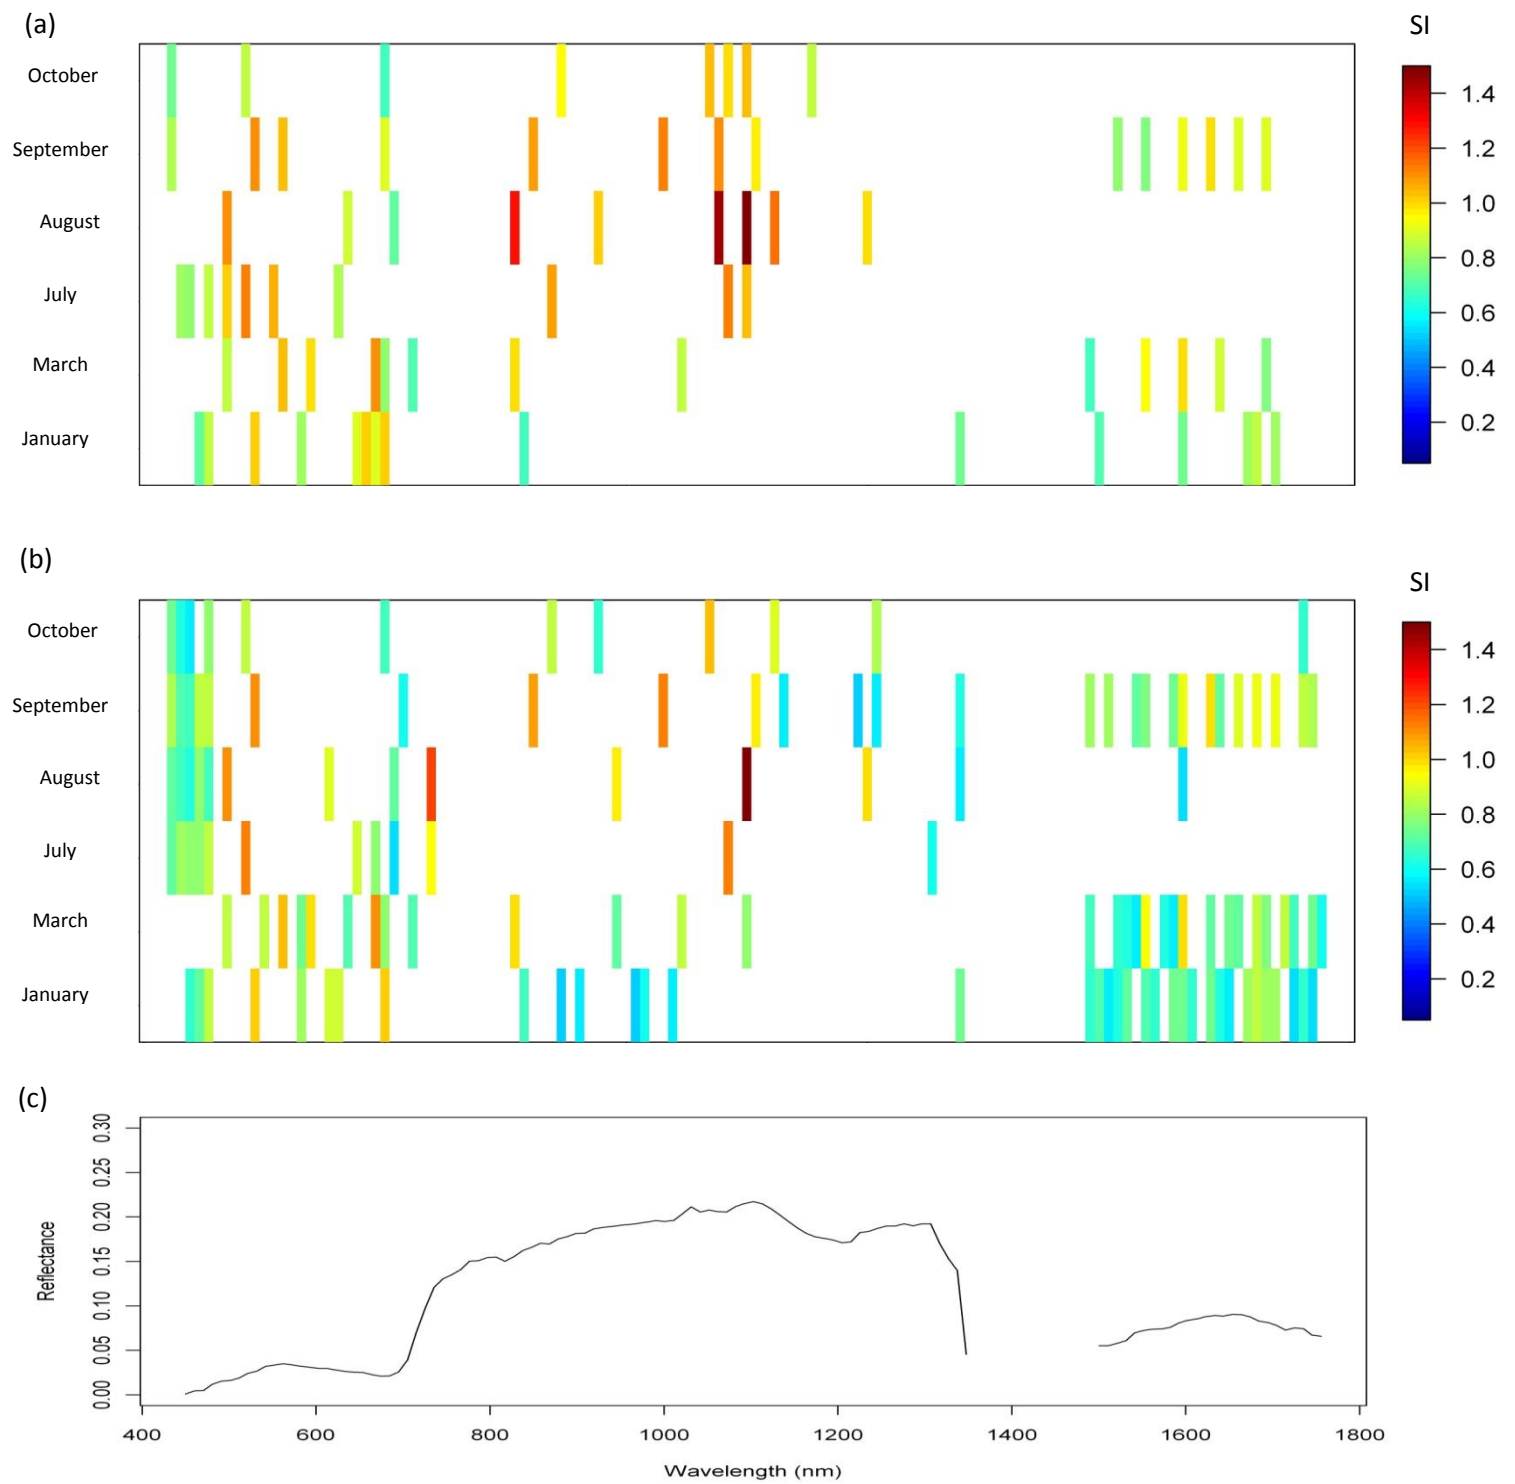 (a)
SI
October
September
August
July
March
January
1.4
1.2
1.0
0.8
0.6
0.4
0.2
(b)
SI
October
September
August
July
March
January
1.4
1.2
1.0
0.8
0.6
0.4
0.2
(c)
Reflectance
0.30
0.25
0.20
0.15
0.10
0.05
0.00
400 600 800 1000 1200 1400 1600 1800
Wavelength (nm)